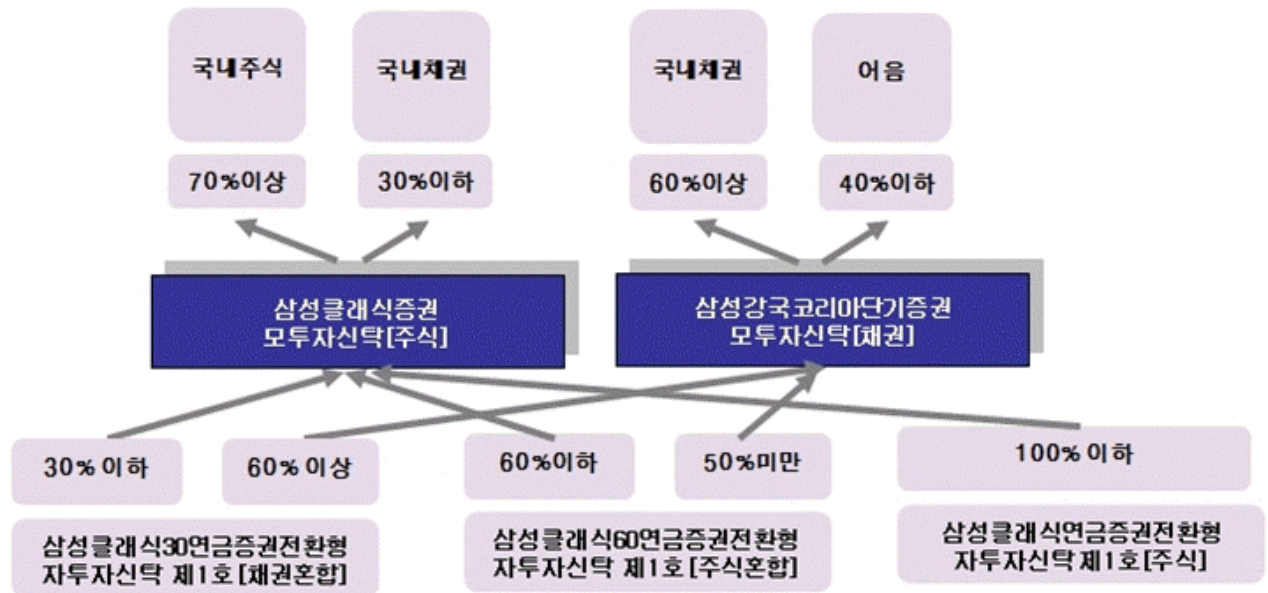 국내주식
국내채권
국내채권
어음
70%이상
30%이하
60%이상
40%이하
삼성클래식증권
모투자신탁[주식]
삼성강국코리아단기증권
모투자신탁[채권]
30%이하
60%이상
60%이하
50%미만
100%이하
삼성클래식30연금증권전환형
자투자신탁 제1호[채권혼합]
삼성클래식60연금증권전환형
자투자신탁 제1호[주식혼합]
삼성클래식연금증권전환형
자투자신탁제1호[주식]